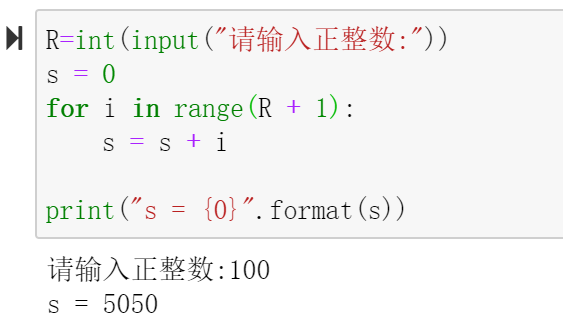 R=int(input("请输入正整数:"))
s = 0
for i in range(R + 1):
    s = s + i
print("s = {0}".format(s))
请输入正整数:100
s = 5050